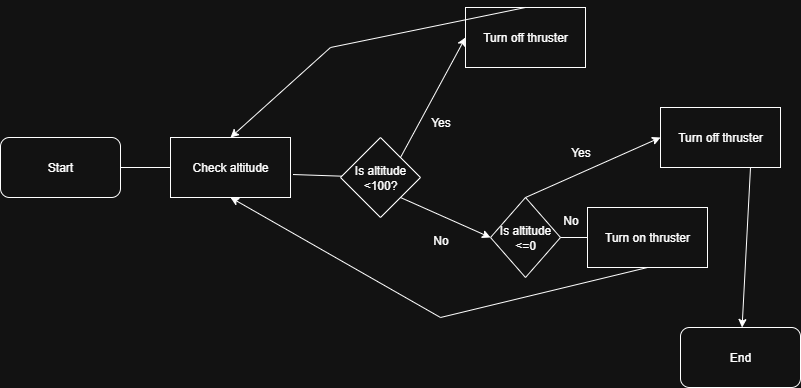 Turn off thruster
Yes
Turn off thruster
Yes
Start
Check altitude
Is altitude
<100?
No
Is altitude
<=0
No
Turn on thruster
End